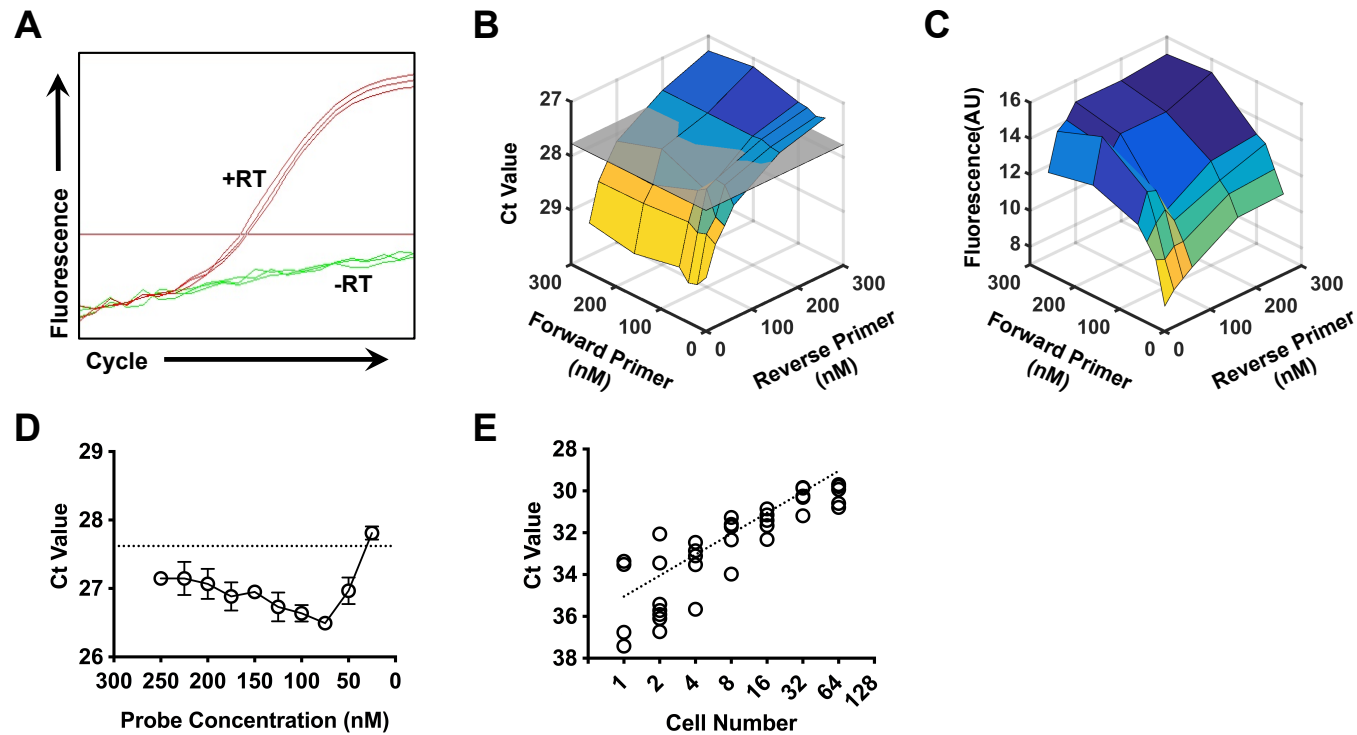 A
Fluorescence
+RT
-RT
Cycle
B
Ct Value
27
28
29
300
200
100
0
0
100
200
300
Forward Primer
(nM)
Reverse Primer
(nM)
C
Fluorescence(AU)
16
14
12
10
8
300
200
100
0
0
100
200
300
Forward Primer
(nM)
Reverse Primer
(nM)
D
Ct Value
29
28
27
26
300 250 200 150 100 50 0
Probe Concentration (nM)
E
Ct Value
28
30
32
34
36
38
1 2 4 8 16 32 64 128
Cell Number